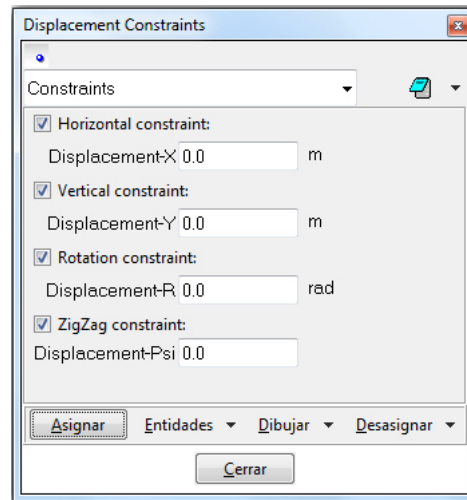 Displacement Constraints
Constraints
Horizontal constraint:
Displacement-X 0.0 m
Vertical constraint:
Displacement-Y 0.0 m
Rotation constraint:
Displacement-R 0.0 rad
ZigZag constraint:
Displacement-Psi 0.0
Asignar Entidades Dibujar Desasignar
Cerrar